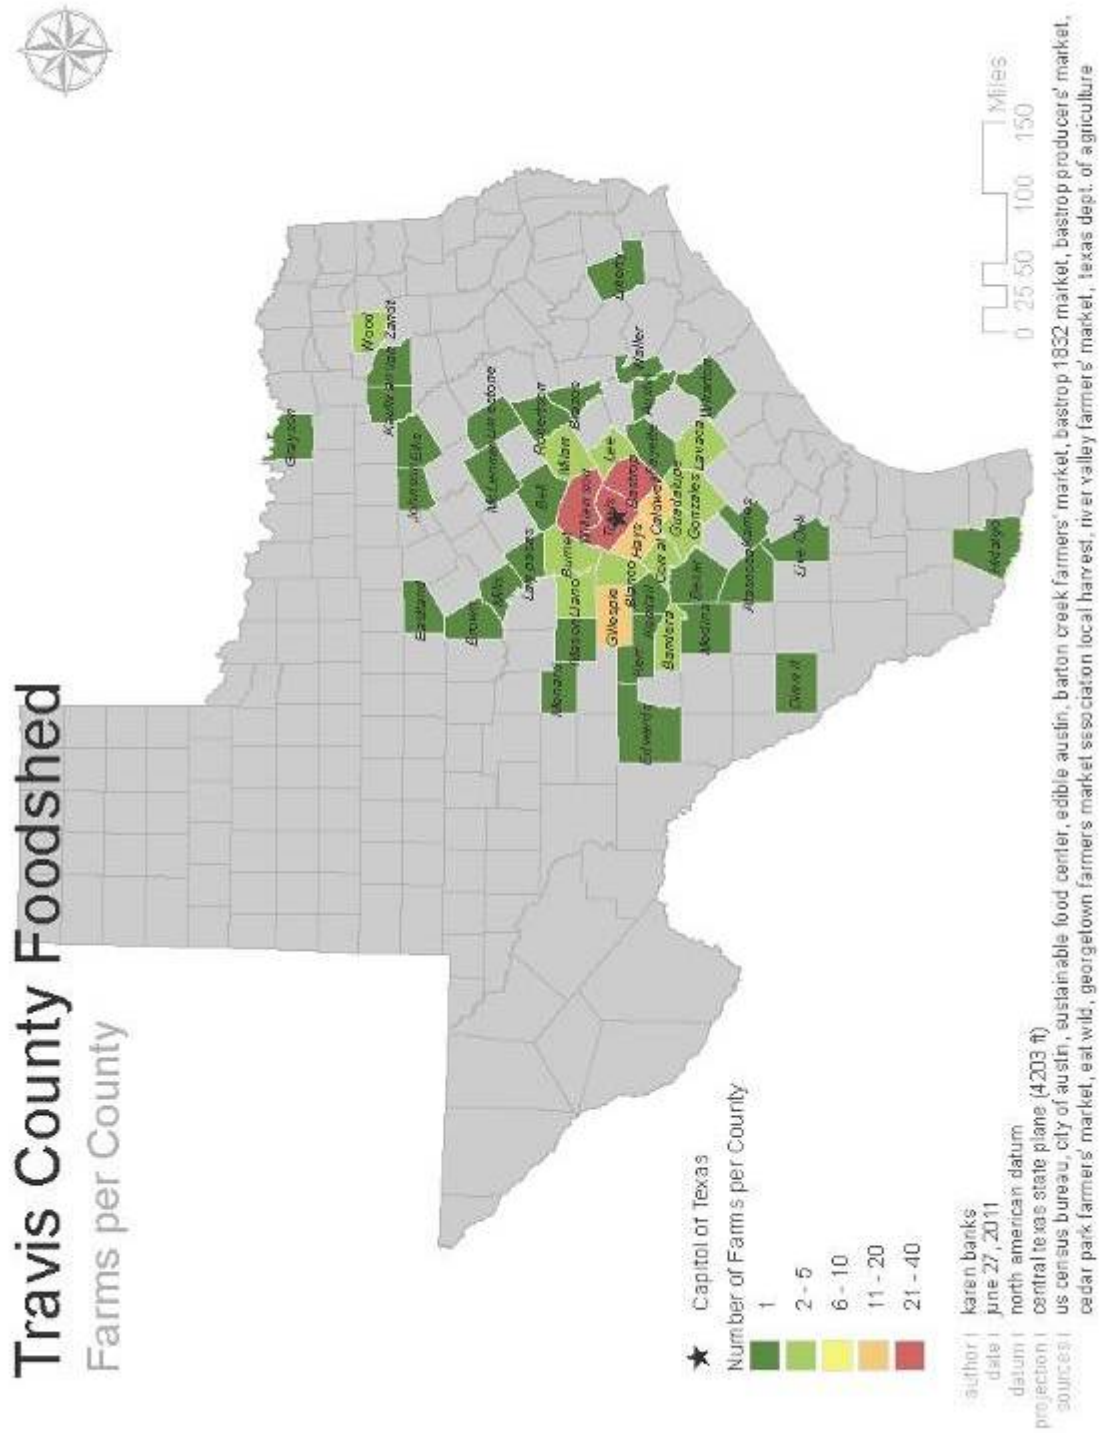 Travis County Foodshed
Farms per County
Grayson
Wood
Zandt
Kaufman
Ellis
Johnson
Eastland
Brown
Mills
Lampasas
McLennan
Limestone
Robertson
Brazos
Bell
Milam
Williamson
Burnet
Llano
Mason
Menard
Lee
Travis
Bastrop
Blanco
Hays
Gillespie
Caldwell
Fayette
Waller
Liberty
Wharton
Lavaca
Guadalupe
Gonzales
Kerr
Bandera
Edwards
Medina
Atascosa
Karnes
Live Oak
Dimmit
Hidalgo
Capitol of Texas
Number of Farms per County
1
2 - 5
6 - 10
11 - 20
21 - 40
0 25 50 100 150
Miles
author | karen banks
date | june 27, 2011
datum | north american datum
projection | central texas state plane (4203 ft)
sources | us census bureau, city of austin, sustainable food center, edible austin, barton creek farmers' market, bastrop 1832 market, bastrop producers' market,
cedar park farmers' market, eat wild, georgetown farmers market association local harvest, river valley farmers' market, texas dept. of agriculture